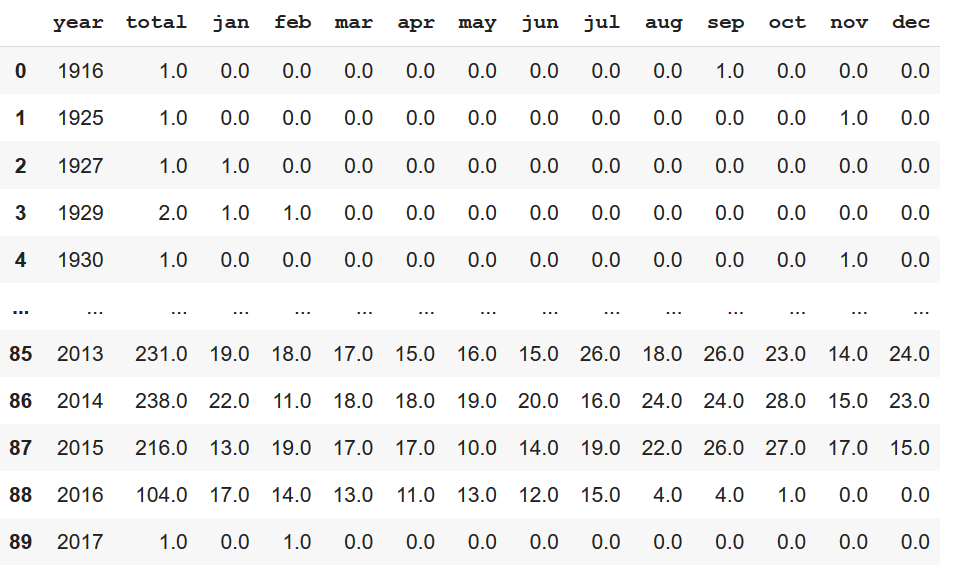 year total jan feb mar apr may jun jul aug sep oct nov dec
0 1916 1.0 0.0 0.0 0.0 0.0 0.0 0.0 0.0 0.0 1.0 0.0 0.0 0.0
1 1925 1.0 0.0 0.0 0.0 0.0 0.0 0.0 0.0 0.0 0.0 0.0 1.0 0.0
2 1927 1.0 1.0 0.0 0.0 0.0 0.0 0.0 0.0 0.0 0.0 0.0 0.0 0.0
3 1929 2.0 1.0 1.0 0.0 0.0 0.0 0.0 0.0 0.0 0.0 0.0 0.0 0.0
4 1930 1.0 0.0 0.0 0.0 0.0 0.0 0.0 0.0 0.0 0.0 0.0 1.0 0.0
... ... ... ... ... ... ... ... ... ... ... ... ... ... ...
85 2013 231.0 19.0 18.0 17.0 15.0 16.0 15.0 26.0 18.0 26.0 23.0 14.0 24.0
86 2014 238.0 22.0 11.0 18.0 18.0 19.0 20.0 16.0 24.0 24.0 28.0 15.0 23.0
87 2015 216.0 13.0 19.0 17.0 17.0 10.0 14.0 19.0 22.0 26.0 27.0 17.0 15.0
88 2016 104.0 17.0 14.0 13.0 11.0 13.0 12.0 15.0 4.0 4.0 1.0 0.0 0.0
89 2017 1.0 0.0 1.0 0.0 0.0 0.0 0.0 0.0 0.0 0.0 0.0 0.0 0.0